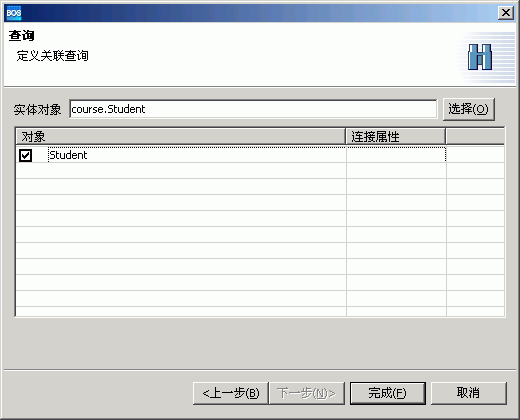 BOS
查询
定义关联查询
实体对象 course.Student 选择(O)
对象 连接属性
Student
<上一步(B) 下一步(N)> 完成(F) 取消